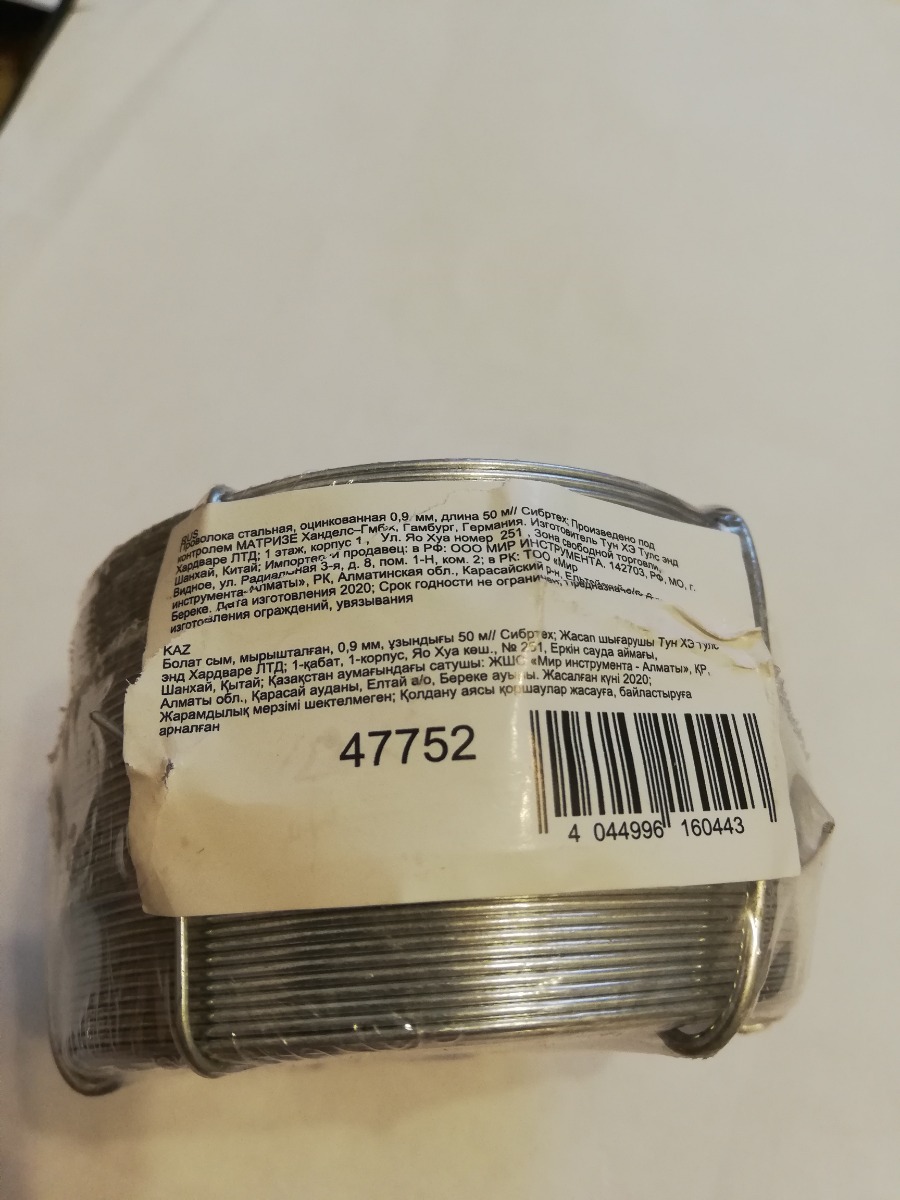 RUS
Проволока стальная, оцинкованная 0,9 мм, длина 50 м// Сибртех; Произведено под
контролем МАТРИЗЕ Ханделс-Гмбх, Гамбург, Германия. Изготовитель Тун ХЭ Тулс энд
Хардваре ЛТД; 1 этаж, корпус 1, Ул. Яо Хуа номер 251, Зона свободной торговли,
Шанхай, Китай; Импортер и продавец: в РФ: ООО МИР ИНСТРУМЕНТА. 142703, РФ, МО, г.
Видное, ул. Радиальная 3-я, д. 8, пом. 1-Н, ком. 2; в РК: ТОО «Мир
инструмента-Алматы», РК, Алматинская обл., Карасайский р-н,
Береке. Дата изготовления 2020; Срок годности не ограничен;
изготовления ограждений, увязывания
KAZ
Болат сым, мырышталған, 0,9 мм, ұзындығы 50 м// Сибртех; Жасап шығарушы Тун ХЭ Тулс
энд Хардваре ЛТД; 1-қабат, 1-корпус, Яо Хуа көш., № 251, Еркін сауда аймағы,
Шанхай, Қытай; Қазақстан аумағындағы сатушы: ЖШС «Мир инструмента - Алматы», ҚР,
Алматы обл., Қарасай ауданы, Елтай а/о, Береке ауылы. Жасалған күні 2020;
Жарамдылық мерзімі шектелмеген; Қолдану аясы қоршаулар жасауға, байластыруға
арналған
47752
4 044996 160443